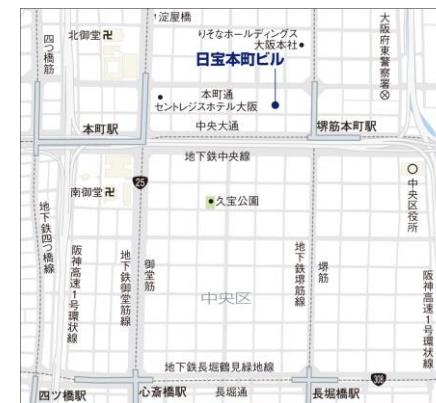 淀屋橋
四つ橋筋
北御堂
りそなホールディングス
大阪本社
大阪府東警察署
日宝本町ビル
本町通
セントレジスホテル大阪
本町駅
中央大通
堺筋本町駅
地下鉄中央線
25
南御堂
久宝公園
中央区役所
地下鉄四つ橋線
阪神高速1号環状線
地下鉄御堂筋線
御堂筋
地下鉄堺筋線
堺筋
阪神高速1号環状線
中央区
地下鉄長堀鶴見緑地線
308
四ツ橋駅
心斎橋駅
長堀通
長堀橋駅